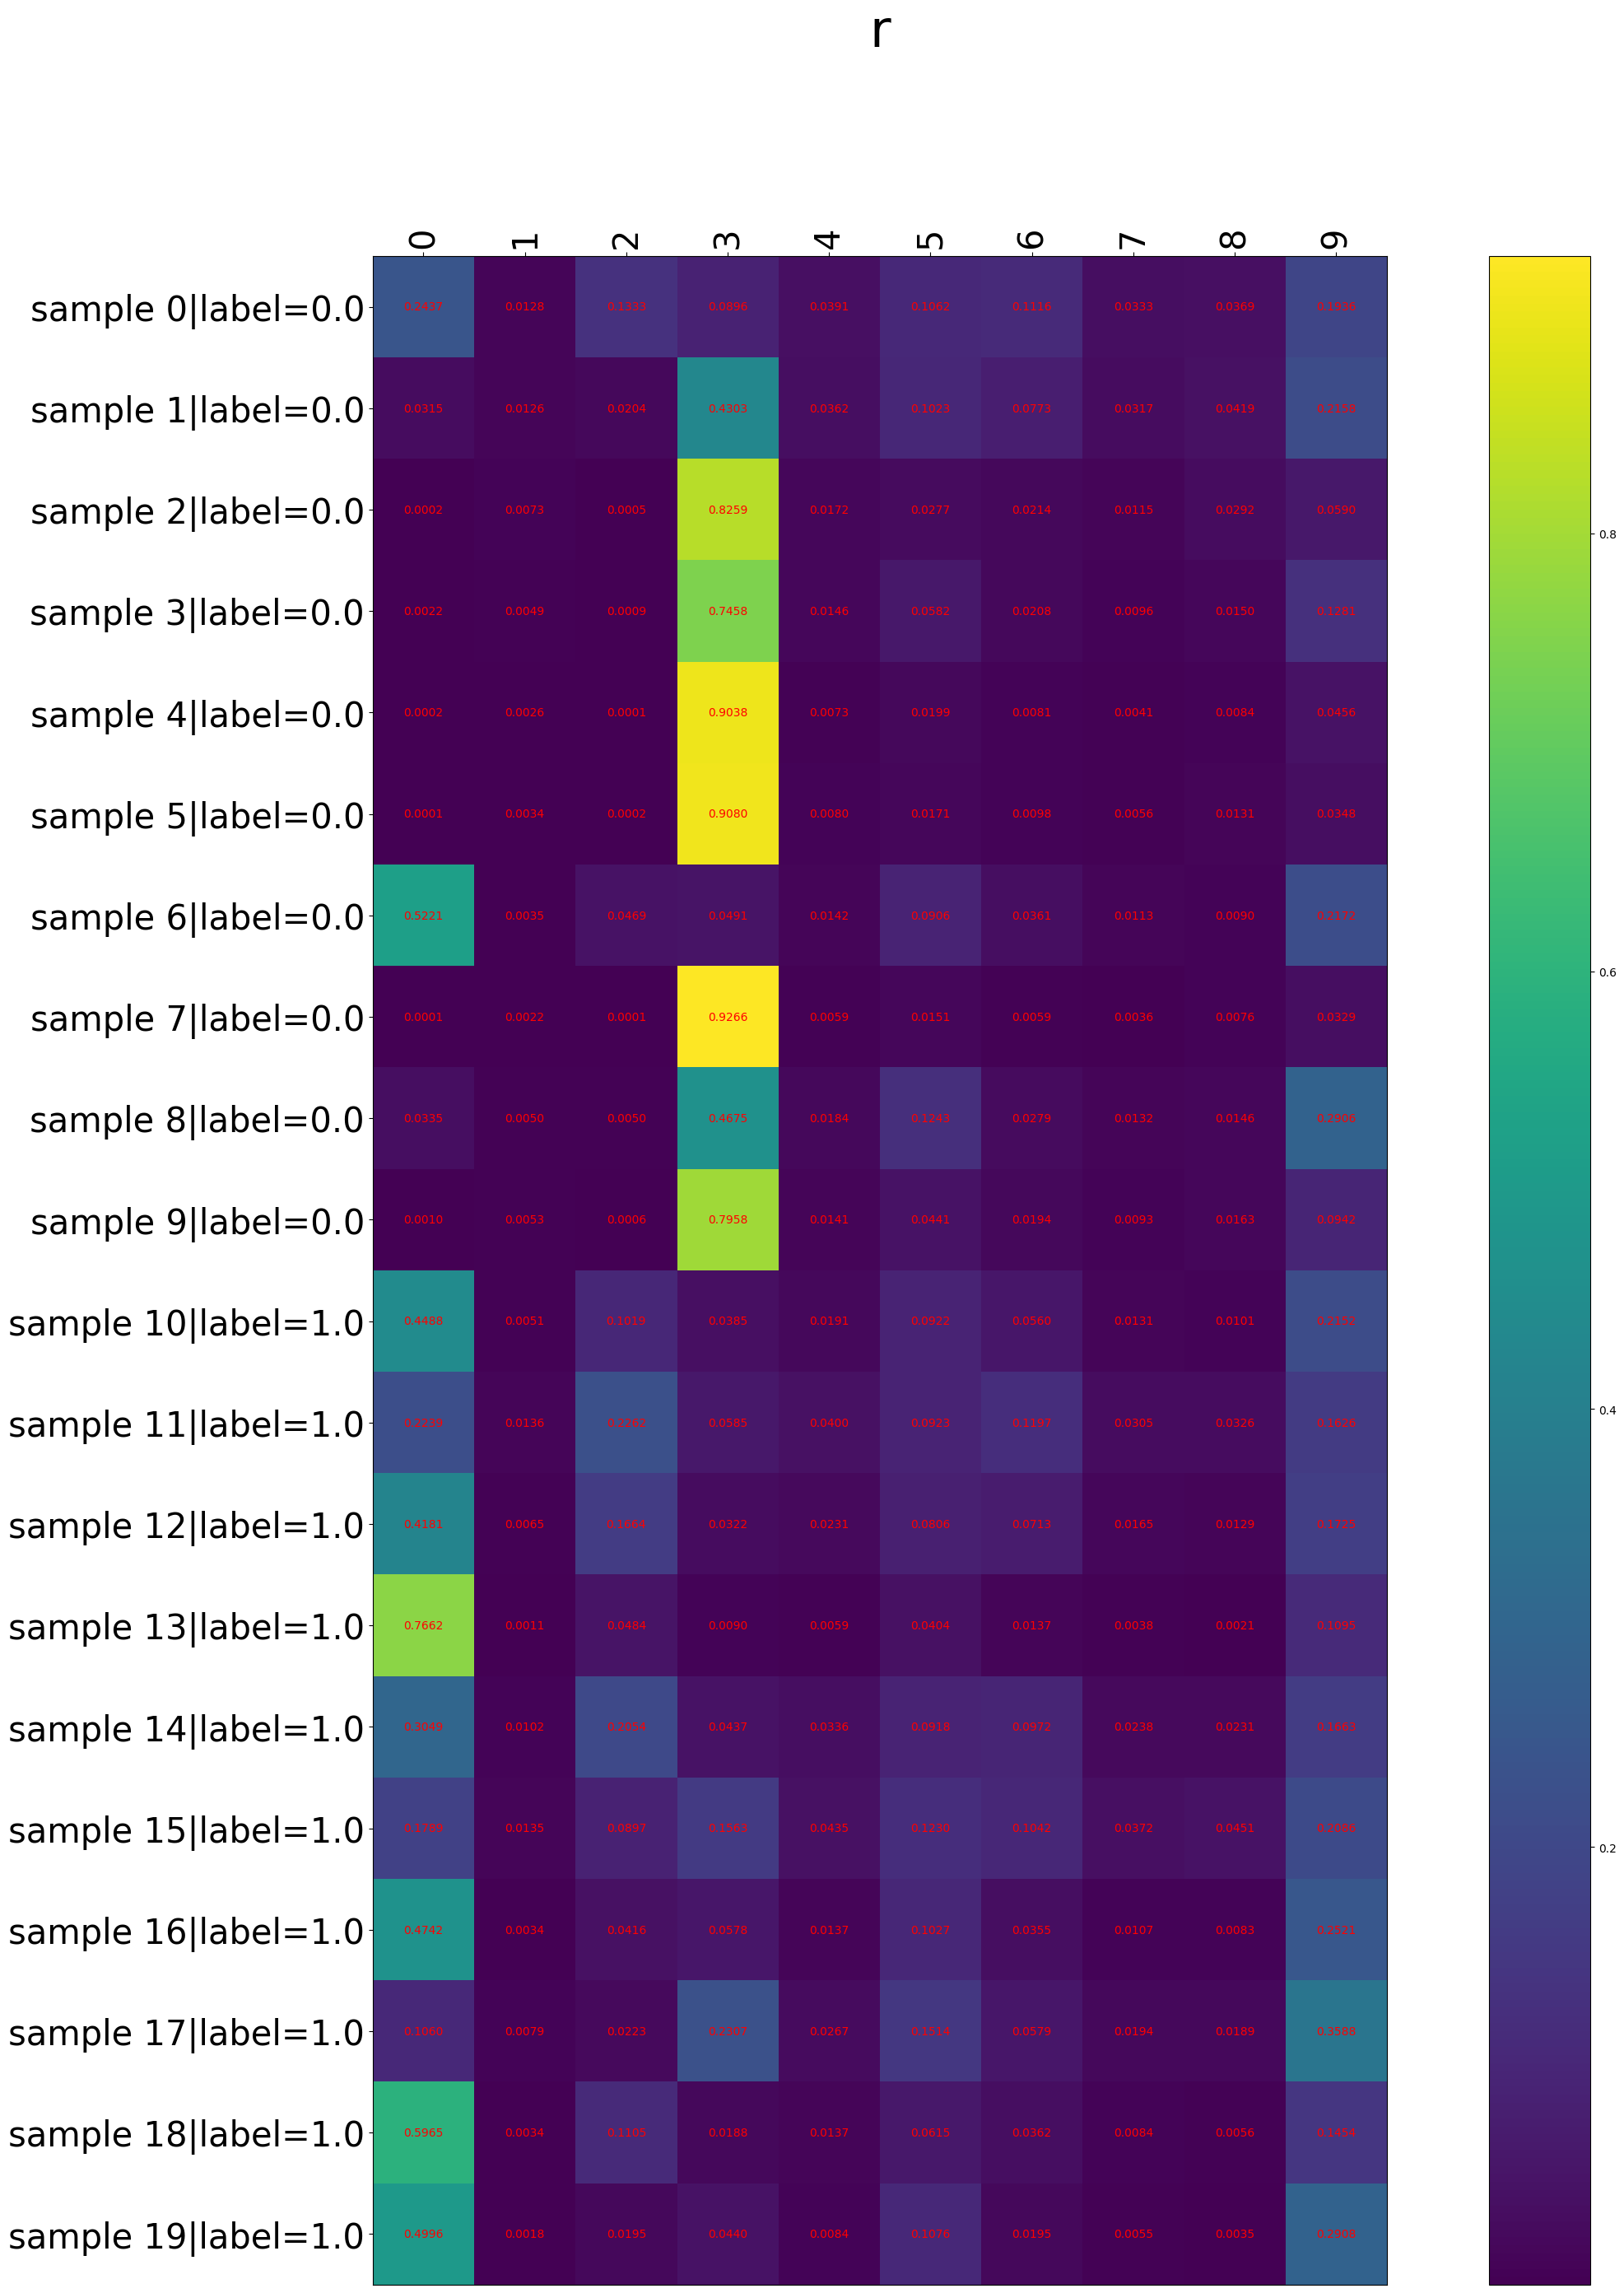 r
0 1 2 3 4 5 6 7 8 9
sample 0|label=0.0 0.2437 0.0128 0.1333 0.0896 0.0391 0.1062 0.1116 0.0333 0.0369
sample 1|label=0.0 0.0315 0.0126 0.0204 0.4303 0.0362 0.1023 0.0773 0.0317 0.0419
0.8
sample 2|label=0.0 0.0002 0.0073 0.0005 0.8259 0.0172 0.0277 0.0214 0.0115 0.0292 0.0590
sample 3|label=0.0 0.0022 0.0049 0.0009 0.7458 0.0146 0.0582 0.0208 0.0096 0.0150 0.1281
sample 4|label=0.0 0.0002 0.0026 0.0001 0.9038 0.0073 0.0199 0.0081 0.0041 0.0084 0.0456
sample 5|label=0.0 0.0001 0.0034 0.0002 0.9080 0.0080 0.0171 0.0098 0.0056 0.0131 0.0348
sample 6|label=0.0 0.5221 0.0035 0.0469 0.0491 0.0142 0.0906 0.0361 0.0113 0.0090
0.6
sample 7|label=0.0 0.0001 0.0022 0.0001 0.9266 0.0059 0.0151 0.0059 0.0036 0.0076 0.0329
sample 8|label=0.0 0.0335 0.0050 0.0050 0.4675 0.0184 0.1243 0.0279 0.0132 0.0146 0.2906
sample 9|label=0.0 0.0010 0.0053 0.0006 0.7958 0.0141 0.0441 0.0194 0.0093 0.0163 0.0942
sample 10|label=1.0 0.4488 0.0051 0.1019 0.0385 0.0191 0.0922 0.0560 0.0131 0.0101
0.4
sample 11|label=1.0 0.0136 0.0585 0.0400 0.0923 0.1197 0.0305 0.0326
sample 12|label=1.0 0.4181 0.0065 0.0322 0.0231 0.0806 0.0713 0.0165 0.0129
sample 13|label=1.0 0.7662 0.0011 0.0484 0.0090 0.0059 0.0404 0.0137 0.0038 0.0021 0.1095
sample 14|label=1.0 0.3049 0.0102 0.0437 0.0336 0.0918 0.0972 0.0238 0.0231
sample 15|label=1.0 0.0135 0.0897 0.0435 0.1230 0.1042 0.0372 0.0451
0.2
sample 16|label=1.0 0.4742 0.0034 0.0416 0.0578 0.0137 0.1027 0.0355 0.0107 0.0083 0.2521
sample 17|label=1.0 0.1060 0.0079 0.0223 0.0267 0.1514 0.0579 0.0194 0.0189 0.3588
sample 18|label=1.0 0.5965 0.0034 0.1105 0.0188 0.0137 0.0615 0.0362 0.0084 0.0056 0.1454
sample 19|label=1.0 0.4996 0.0018 0.0195 0.0440 0.0084 0.1076 0.0195 0.0055 0.0035